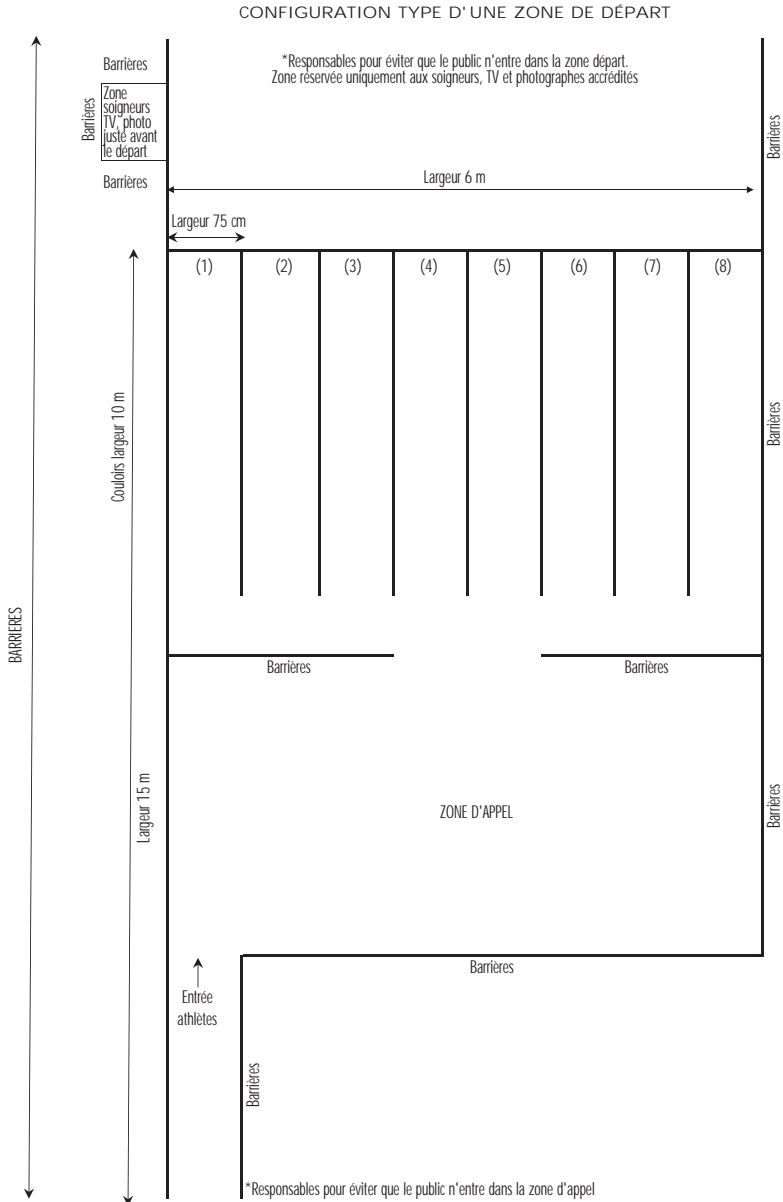 CONFIGURATION TYPE D'UNE ZONE DE DÉPART
*Responsables pour éviter que le public n'entre dans la zone départ.
Zone réservée uniquement aux soigneurs, TV et photographes accrédités
Barrières
Barrières
Zone
soigneurs
TV, photo
juste avant
le départ
Barrières
Barrières
Largeur 6 m
Largeur 75 cm
(1)
(2)
(3)
(4)
(5)
(6)
(7)
(8)
Couloirs largeur 10 m
Barrières
BARRIERES
Barrières
Barrières
Largeur 15 m
ZONE D'APPEL
Barrières
Barrières
Entrée
athlètes
Barrières
*Responsables pour éviter que le public n'entre dans la zone d'appel